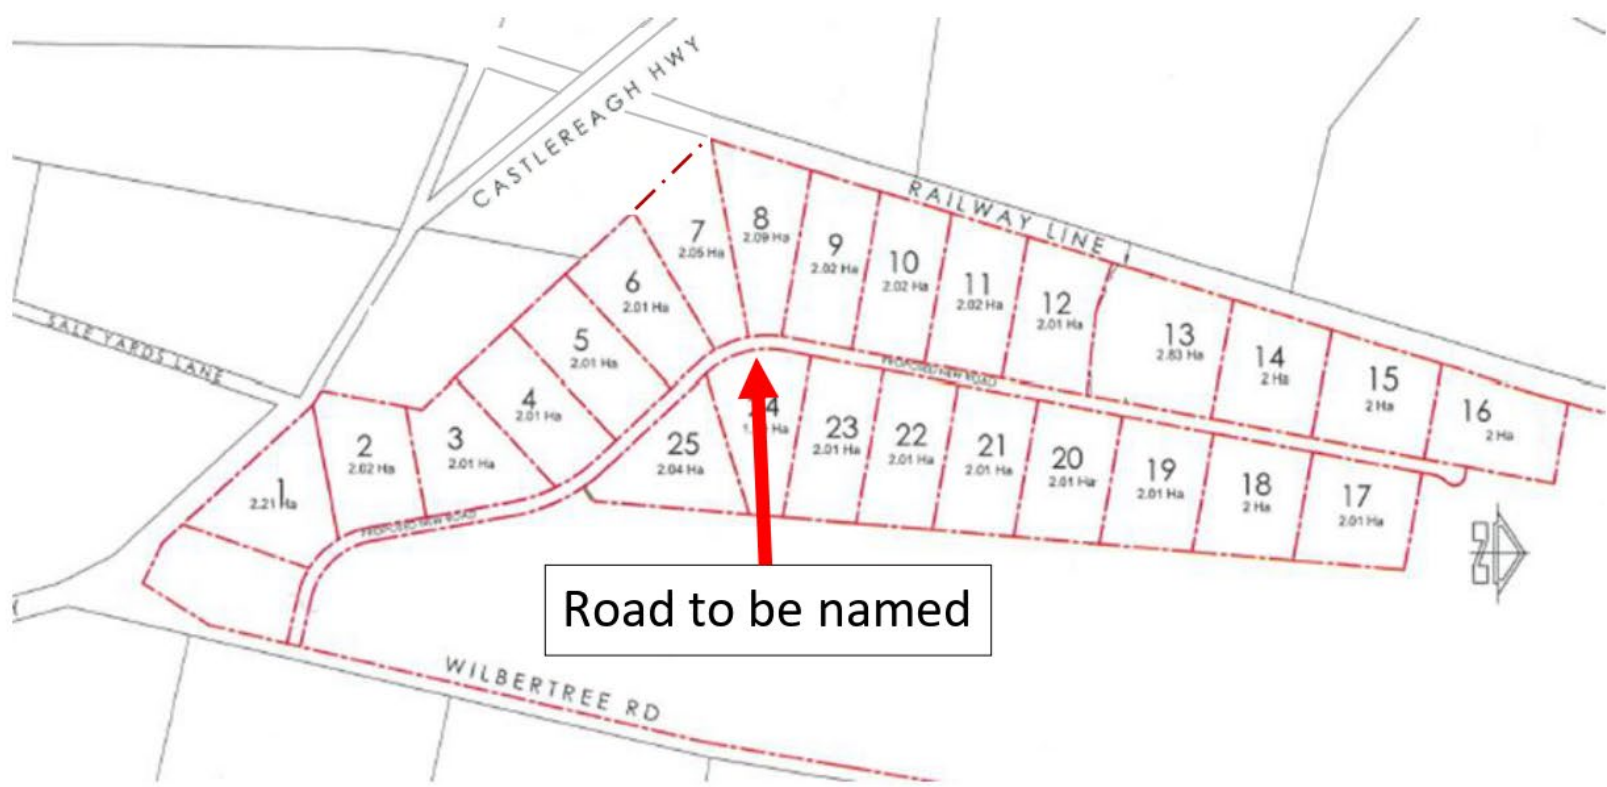 CASTLEREAGH HWY
RAILWAY LINE
SALE YARDS LANE
8
2.09 Ha
7
2.05 Ha
9
2.02 Ha
10
2.02 Ha
11
2.02 Ha
12
2.01 Ha
13
2.83 Ha
14
2 Ha
15
2 Ha
16
2 Ha
6
2.01 Ha
5
2.01 Ha
4
2.01 Ha
3
2.01 Ha
2
2.02 Ha
1
2.21 Ha
PROPOSED NEW ROAD
PROPOSED NEW ROAD
25
2.04 Ha
4
Ha
23
2.01 Ha
22
2.01 Ha
21
2.01 Ha
20
2.01 Ha
19
2.01 Ha
18
2 Ha
17
2.01 Ha
Road to be named
WILBERTREE RD